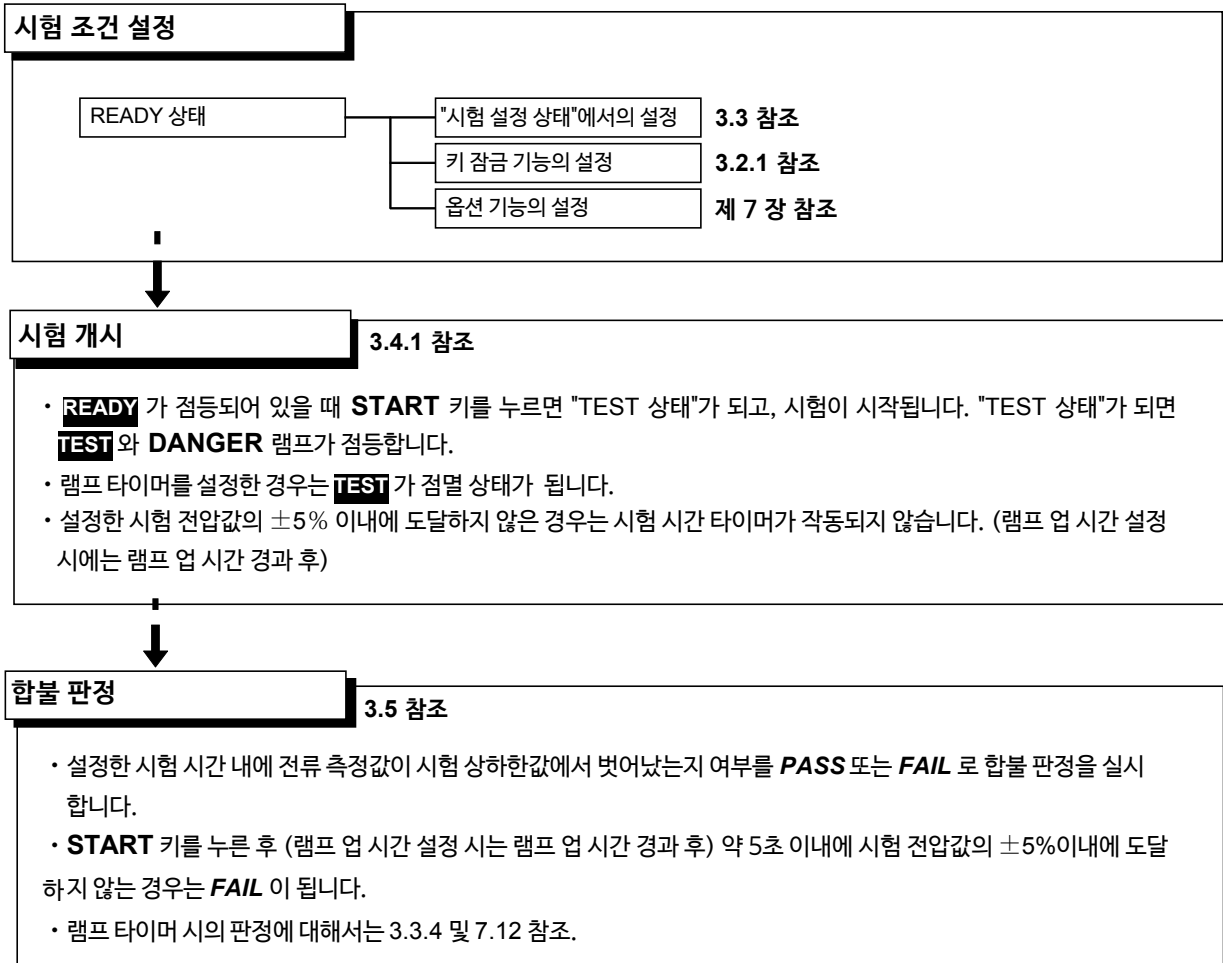 시험 조건 설정
READY 상태
"시험 설정 상태"에서의 설정 3.3 참조
키 잠금 기능의 설정 3.2.1 참조
옵션 기능의 설정 제 7 장 참조
시험 개시
3.4.1 참조
・ READY 가 점등되어 있을 때 START 키를 누르면 "TEST 상태"가 되고, 시험이 시작됩니다. "TEST 상태"가 되면
TEST 와 DANGER 램프가 점등합니다.
・램프 타이머를 설정한 경우는 TEST 가 점멸 상태가 됩니다.
・설정한 시험 전압값의 ±5% 이내에 도달하지 않은 경우는 시험 시간 타이머가 작동되지 않습니다. (램프 업 시간 설정
시에는 램프 업 시간 경과 후)
합불 판정
3.5 참조
・설정한 시험 시간 내에 전류 측정값이 시험 상하한값에서 벗어났는지 여부를 PASS 또는 FAIL 로 합불 판정을 실시
합니다.
・START 키를 누른 후 (램프 업 시간 설정 시는 램프 업 시간 경과 후) 약 5초 이내에 시험 전압값의 ±5%이내에 도달
하지 않는 경우는 FAIL 이 됩니다.
・램프 타이머 시의 판정에 대해서는 3.3.4 및 7.12 참조.